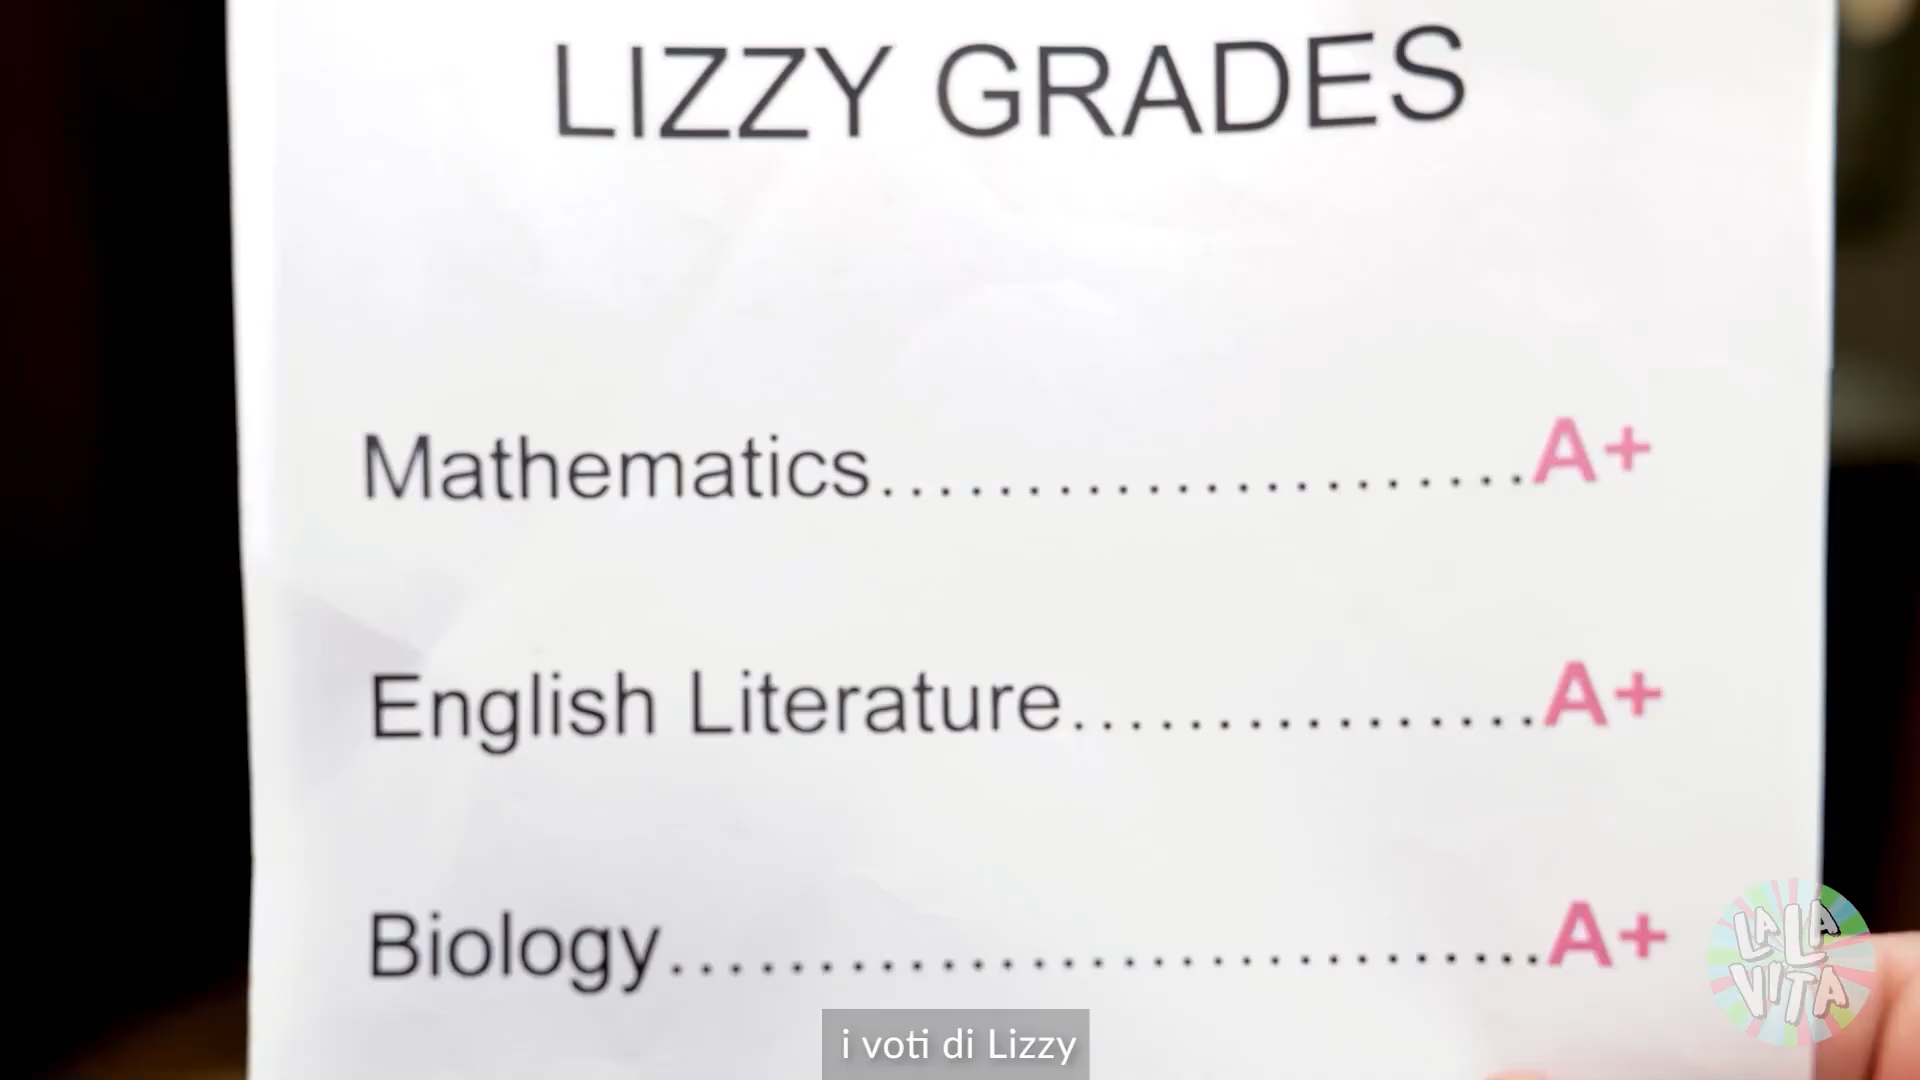 LIZZY GRADES
Mathematics.......................A+
English Literature................A+
Biology..............................A+
LA LA
VITA
i voti di Lizzy